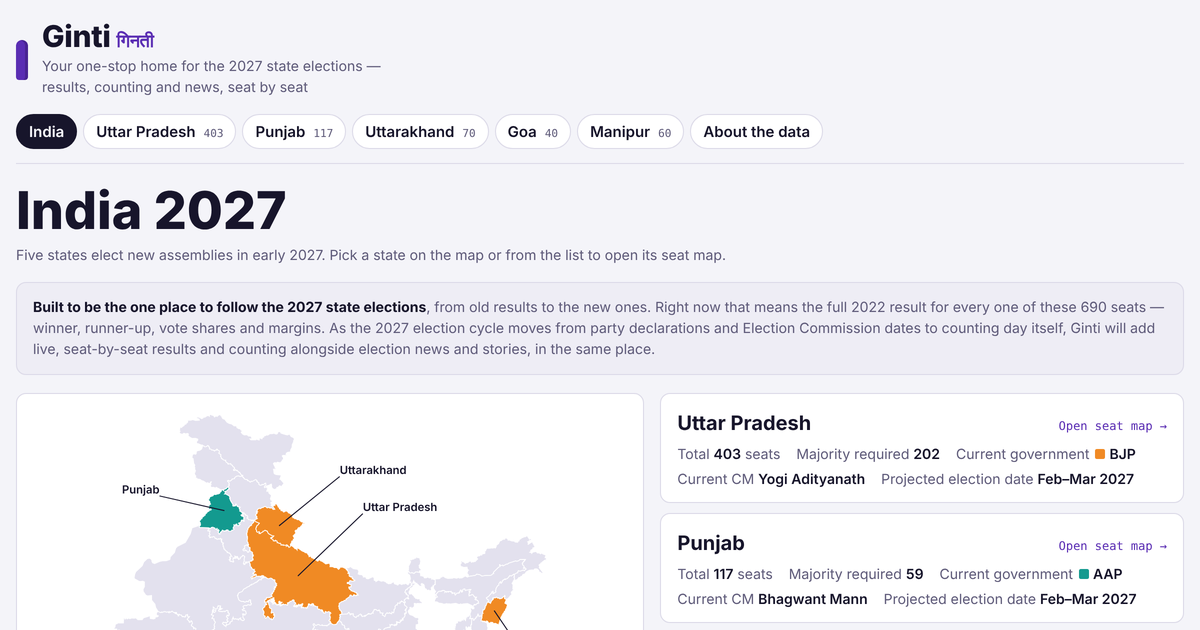 Ginti गिनती
Your one-stop home for the 2027 state elections —
results, counting and news, seat by seat
India
Uttar Pradesh 403
Punjab 117
Uttarakhand 70
Goa 40
Manipur 60
About the data
India 2027
Five states elect new assemblies in early 2027. Pick a state on the map or from the list to open its seat map.
Built to be the one place to follow the 2027 state elections, from old results to the new ones. Right now that means the full 2022 result for every one of these 690 seats —
winner, runner-up, vote shares and margins. As the 2027 election cycle moves from party declarations and Election Commission dates to counting day itself, Ginti will add
live, seat-by-seat results and counting alongside election news and stories, in the same place.
Uttarakhand
Punjab
Uttar Pradesh
Uttar Pradesh
Open seat map →
Total 403 seats Majority required 202 Current government BJP
Current CM Yogi Adityanath Projected election date Feb–Mar 2027
Punjab
Open seat map →
Total 117 seats Majority required 59 Current government AAP
Current CM Bhagwant Mann Projected election date Feb–Mar 2027